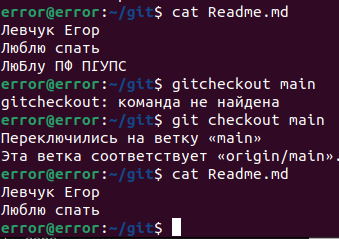 error@error:~/git$ cat Readme.md
Левчук Егор
Люблю спать
ЛюБлу ПФ ПГУПС
error@error:~/git$ gitcheckout main
gitcheckout: команда не найдена
error@error:~/git$ git checkout main
Переключились на ветку «main»
Эта ветка соответствует «origin/main».
error@error:~/git$ cat Readme.md
Левчук Егор
Люблю спать
error@error:~/git$